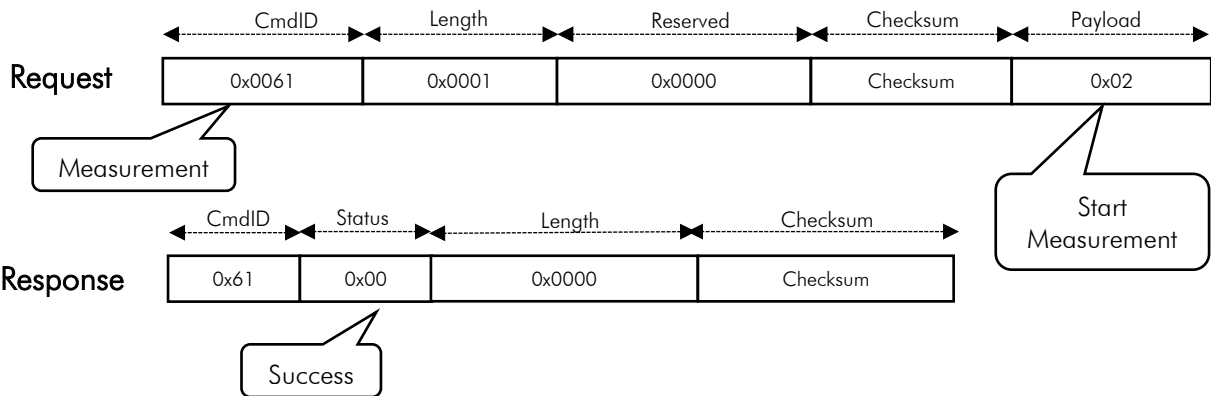 CmdID Length Reserved Checksum Payload
Request 0x0061 0x0001 0x0000 Checksum 0x02
Measurement
Start
Measurement
CmdID Status Length Checksum
Response 0x61 0x00 0x0000 Checksum
Success